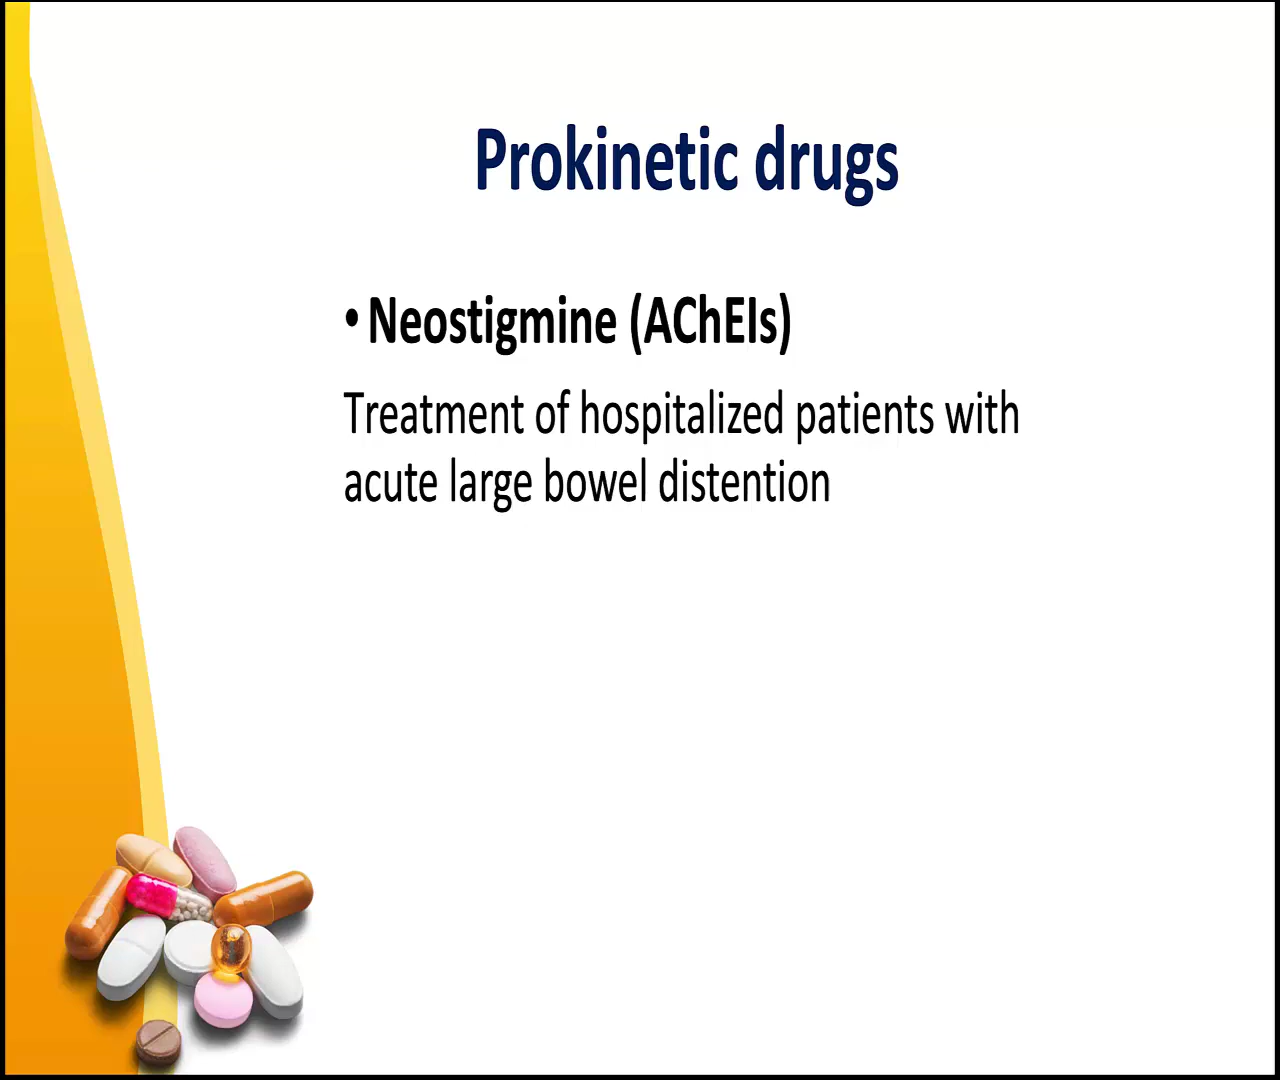 Prokinetic drugs
• Neostigmine (AChEIs)
Treatment of hospitalized patients with
acute large bowel distention